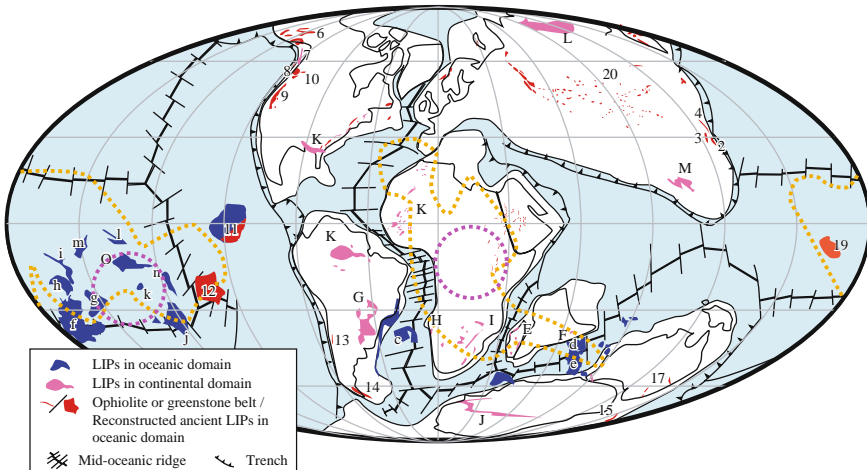 6
7
8
10
9
L
20
4
3
2
K
M
K
K
11
19
m
l
i
O
n
h
k
g
12
f
j
G
H
I
E
F
d
13
c
e
14
17
15
J
LIPs in oceanic domain
LIPs in continental domain
Ophiolite or greenstone belt /
Reconstructed ancient LIPs in
oceanic domain
Mid-oceanic ridge
Trench